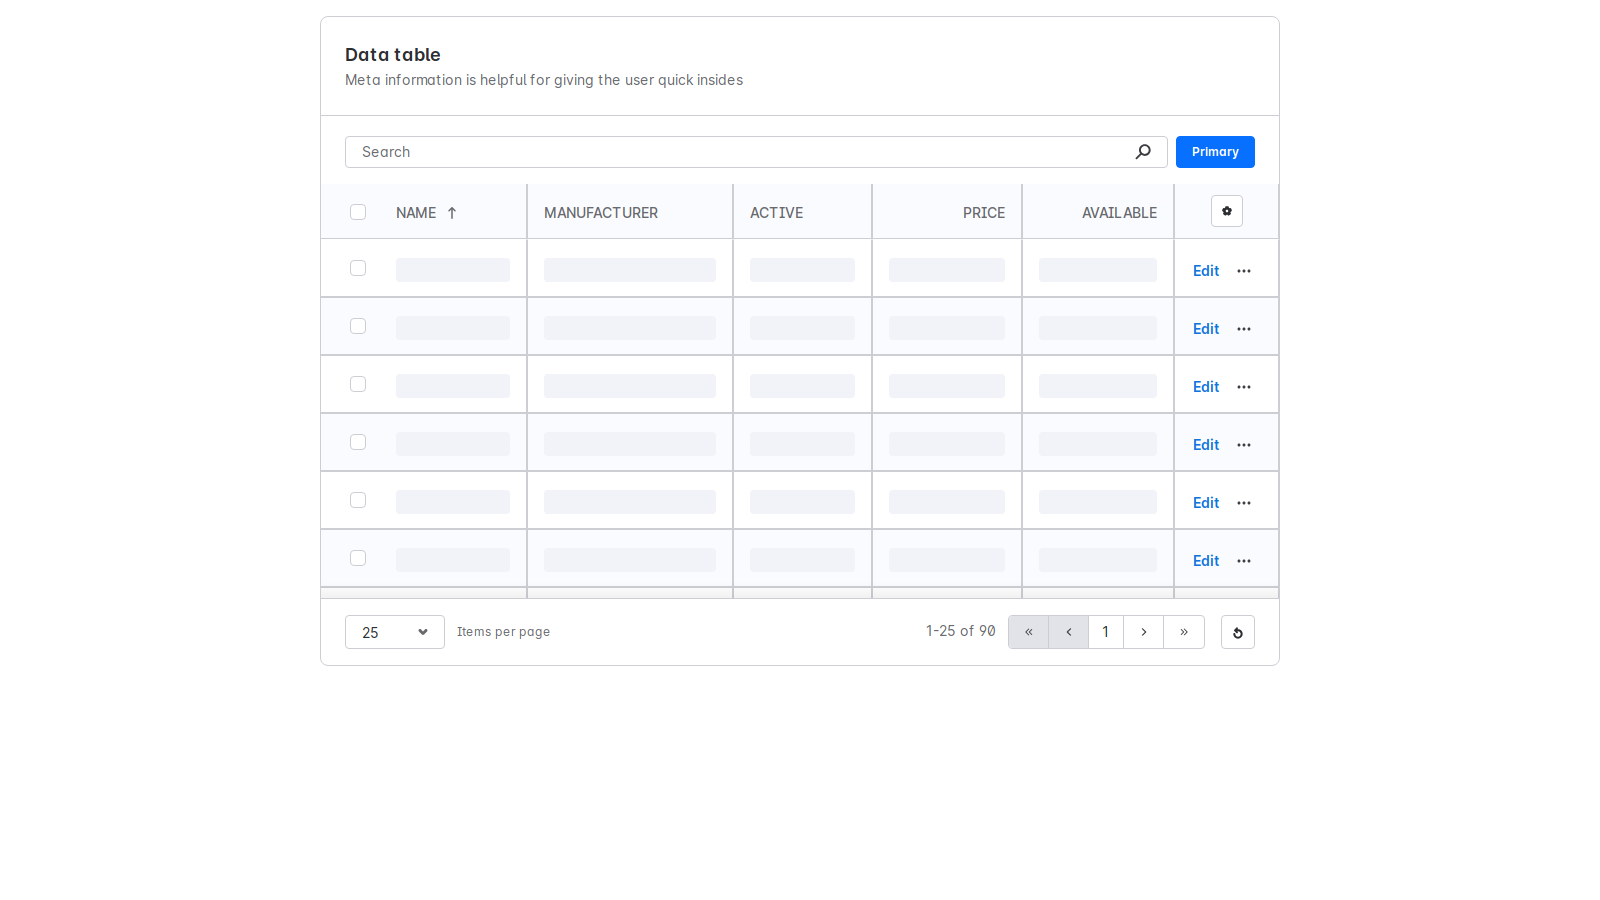 Data table
Meta information is helpful for giving the user quick insides
Search
Primary
NAME
MANUFACTURER
ACTIVE
PRICE
AVAILABLE
Edit
Edit
Edit
Edit
Edit
Edit
25
Items per page
1-25 of 90
« ‹ 1 › »